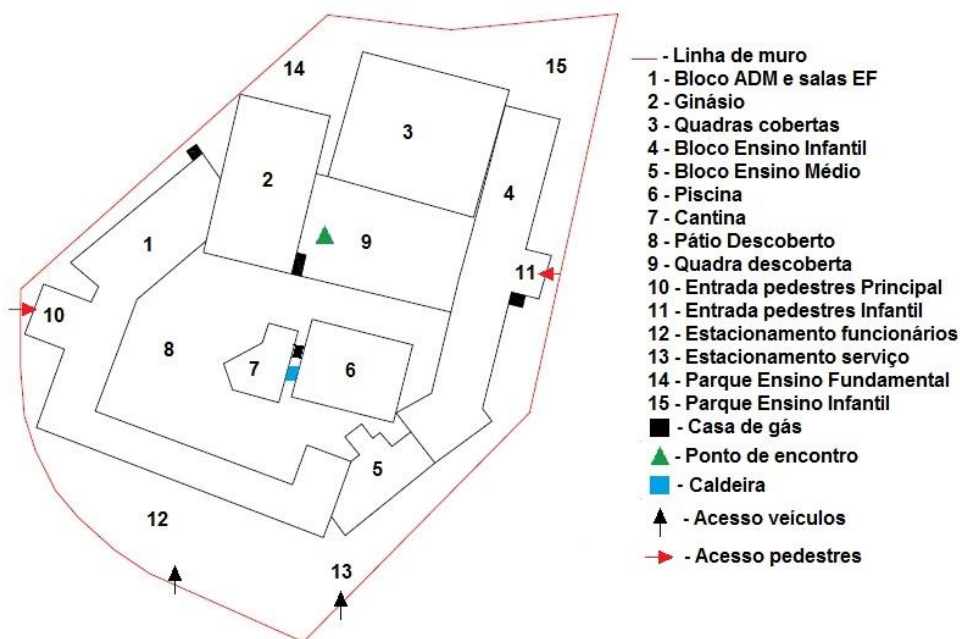 14
15
3
2
4
1
9
11
10
8
7
6
5
12
13
- Linha de muro
1 - Bloco ADM e salas EF
2 - Ginásio
3 - Quadras cobertas
4 - Bloco Ensino Infantil
5 - Bloco Ensino Médio
6 - Piscina
7 - Cantina
8 - Pátio Descoberto
9 - Quadra descoberta
10 - Entrada pedestres Principal
11 - Entrada pedestres Infantil
12 - Estacionamento funcionários
13 - Estacionamento serviço
14 - Parque Ensino Fundamental
15 - Parque Ensino Infantil
- Casa de gás
- Ponto de encontro
- Caldeira
- Acesso veículos
- Acesso pedestres